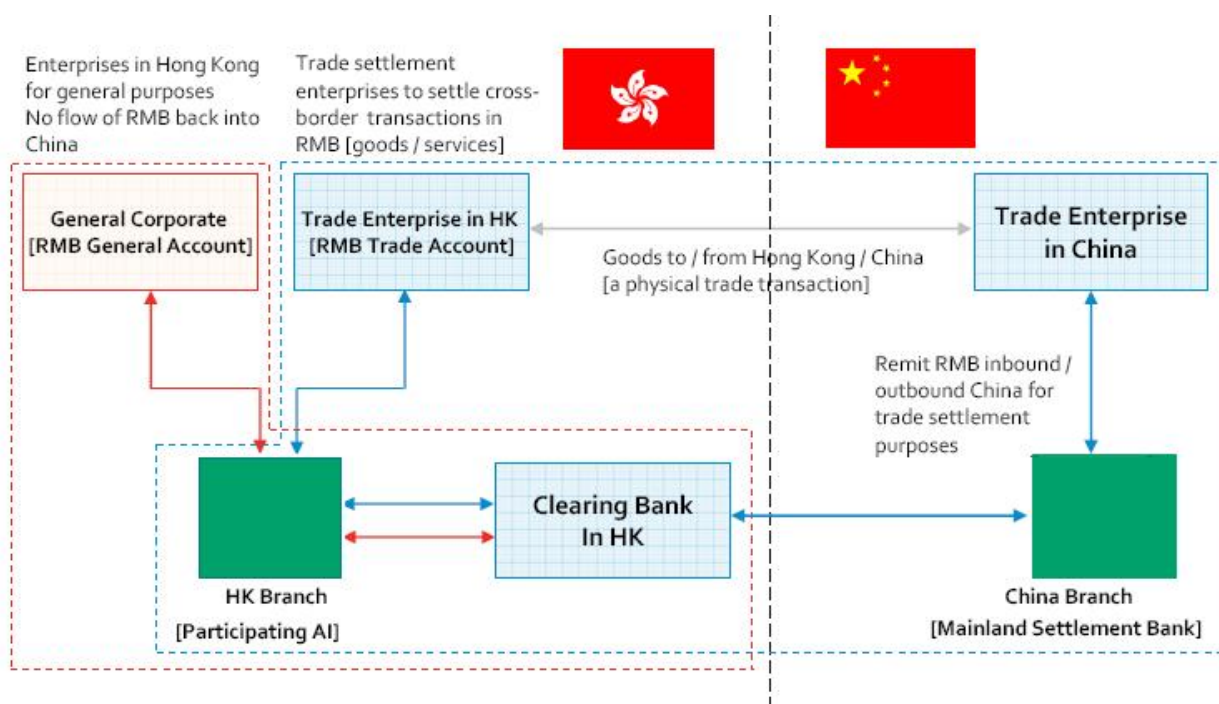 Enterprises in Hong Kong
for general purposes
No flow of RMB back into
China
Trade settlement
enterprises to settle cross-
border transactions in
RMB [goods / services]
General Corporate
[RMB General Account]
Trade Enterprise in HK
[RMB Trade Account]
Trade Enterprise
in China
Goods to / from Hong Kong / China
[a physical trade transaction]
Remit RMB inbound /
outbound China for
trade settlement
purposes
Clearing Bank
In HK
HK Branch
[Participating AI]
China Branch
[Mainland Settlement Bank]